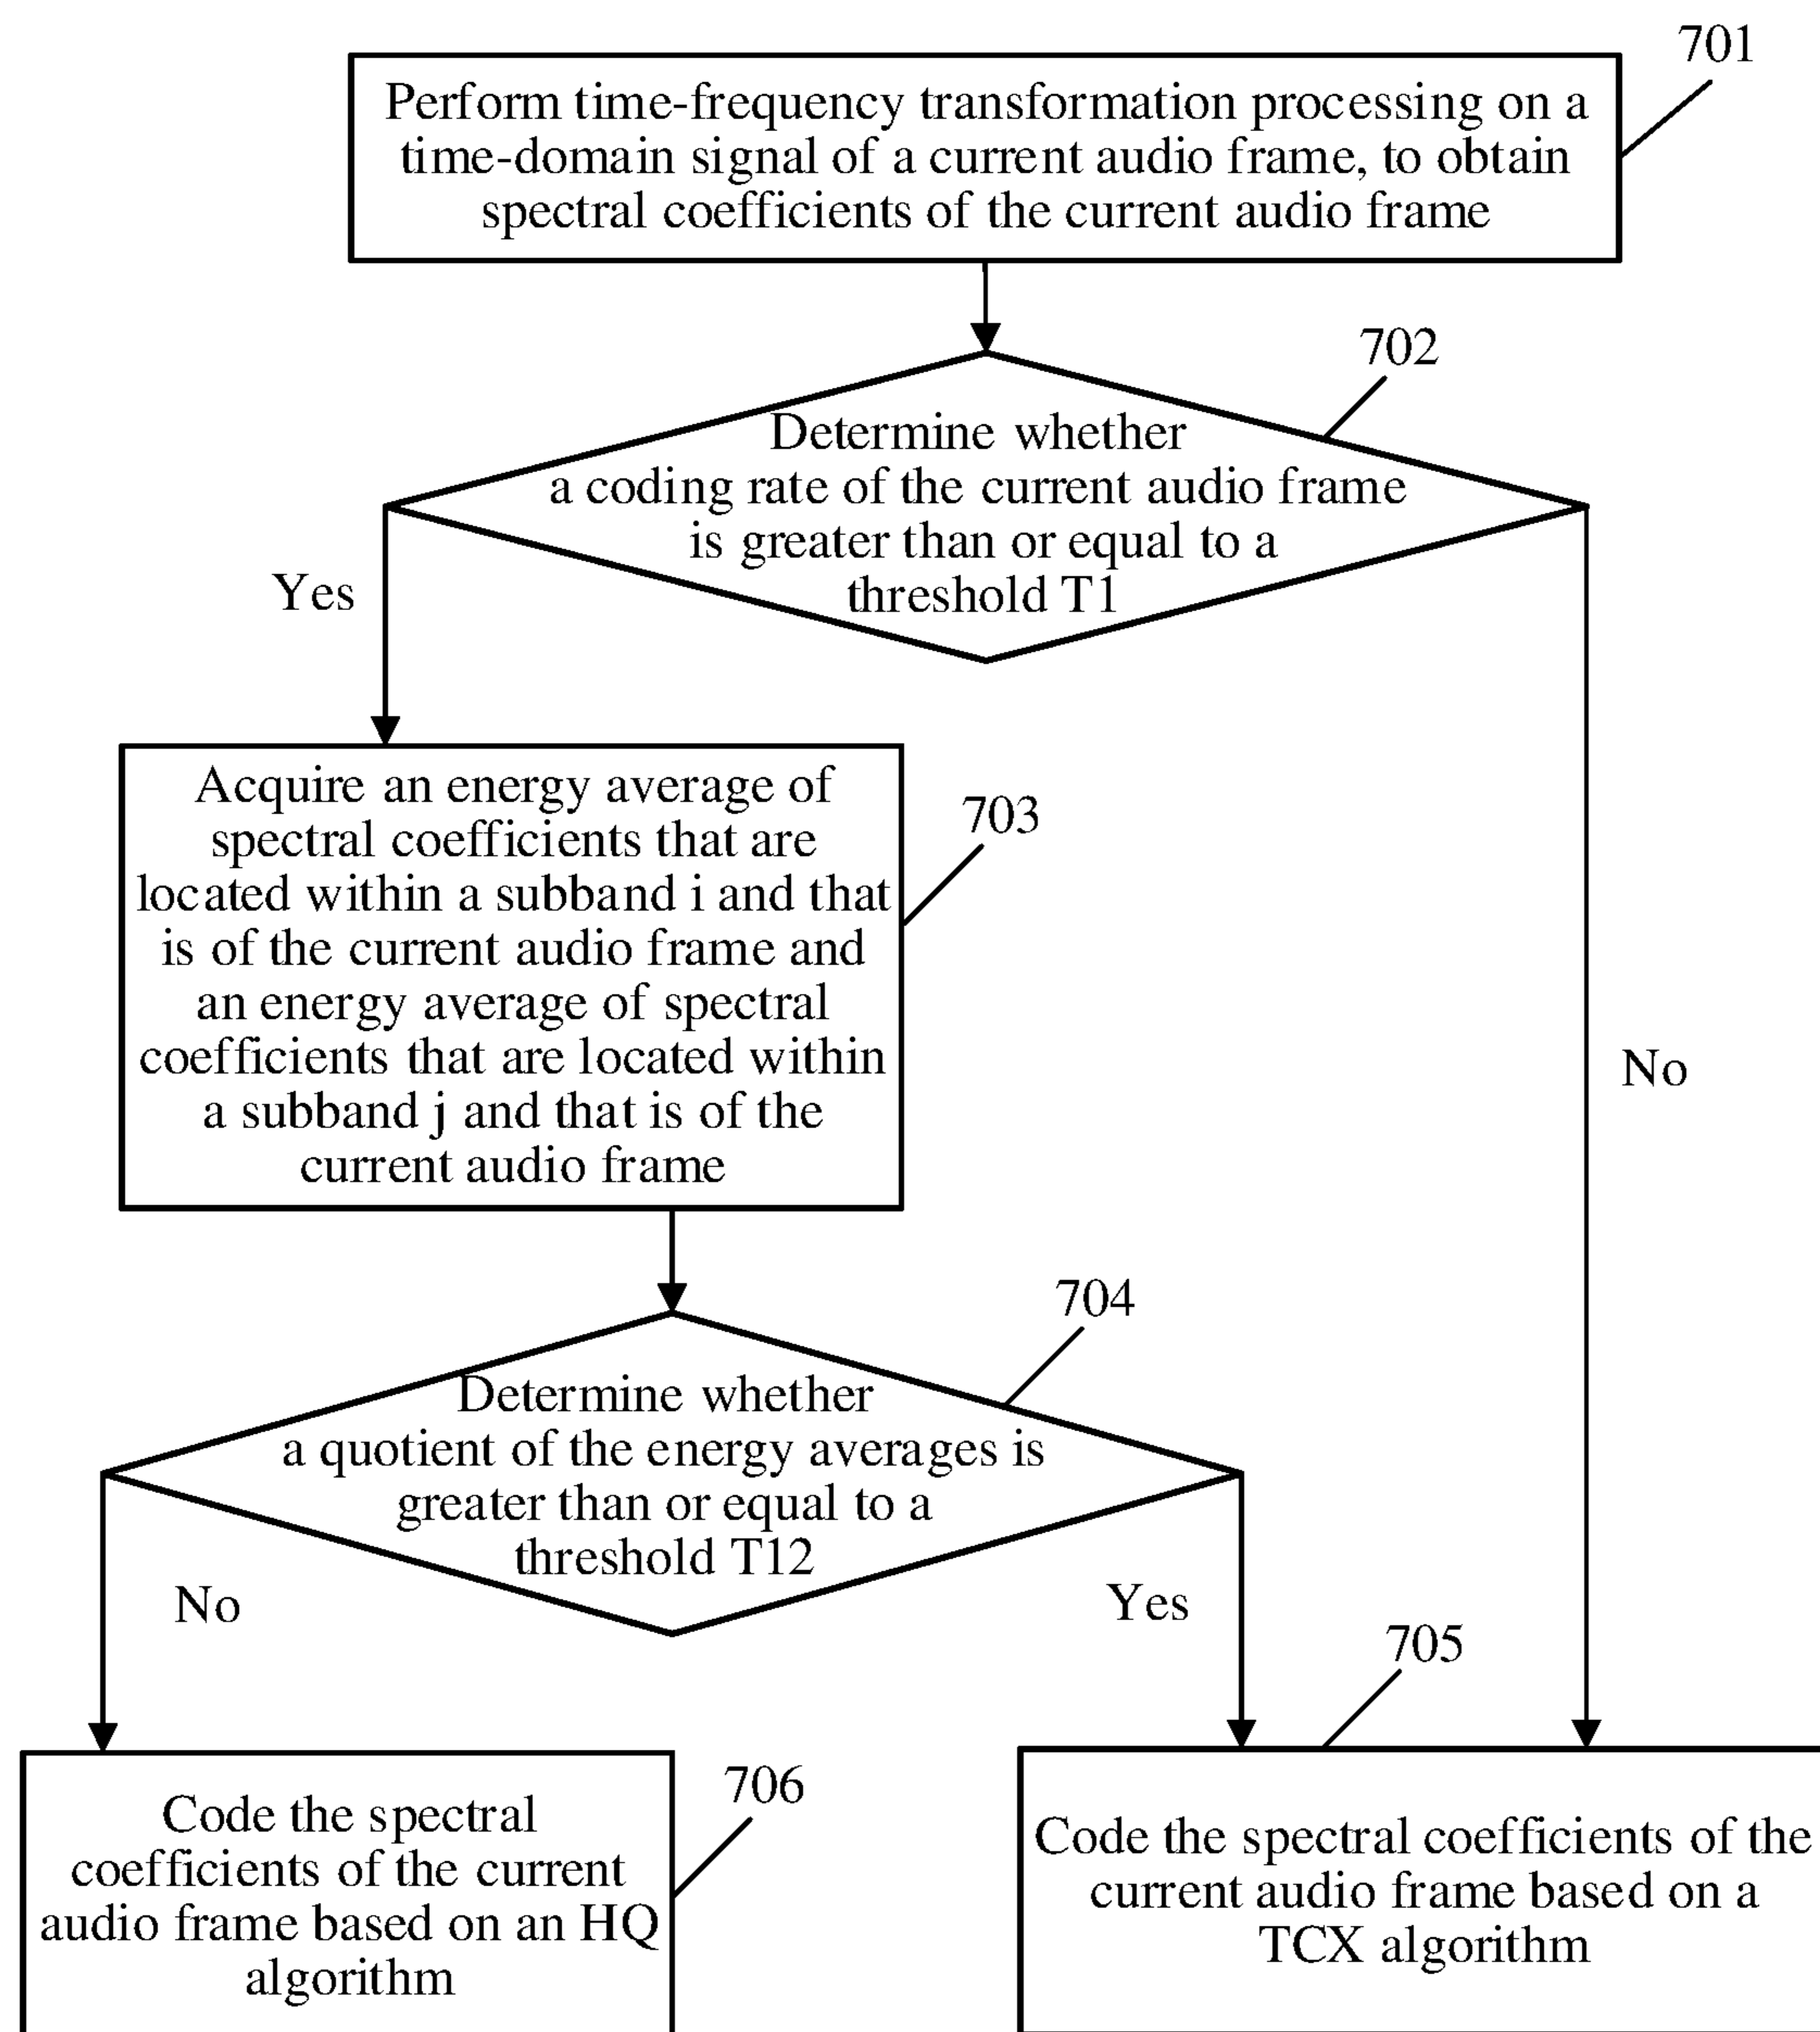 701
Perform time-frequency transformation processing on a
time-domain signal of a current audio frame, to obtain
spectral coefficients of the current audio frame
702
Determine whether
a coding rate of the current audio frame
is greater than or equal to a
threshold T1
Yes
No
703
Acquire an energy average of
spectral coefficients that are
located within a subband i and that
is of the current audio frame and
an energy average of spectral
coefficients that are located within
a subband j and that is of the
current audio frame
704
Determine whether
a quotient of the energy averages is
greater than or equal to a
threshold T12
No
Yes
705
706
Code the spectral
coefficients of the current
audio frame based on an HQ
algorithm
Code the spectral coefficients of the
current audio frame based on a
TCX algorithm